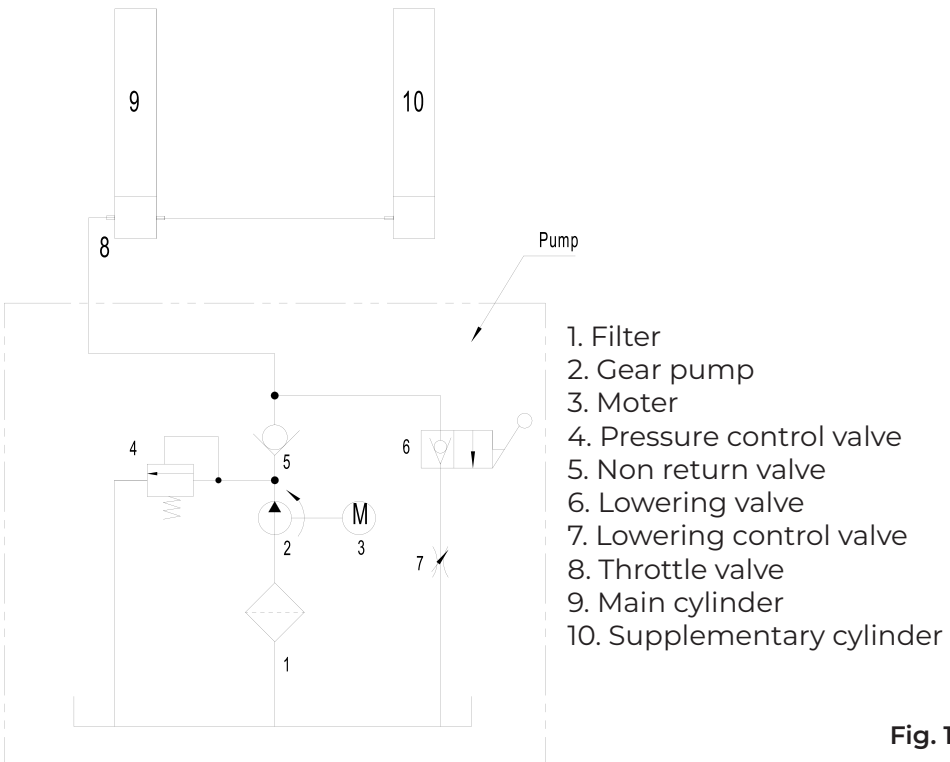 9
10
8
Pump
4
5
6
M
2
3
7
1
1. Filter
2. Gear pump
3. Moter
4. Pressure control valve
5. Non return valve
6. Lowering valve
7. Lowering control valve
8. Throttle valve
9. Main cylinder
10. Supplementary cylinder